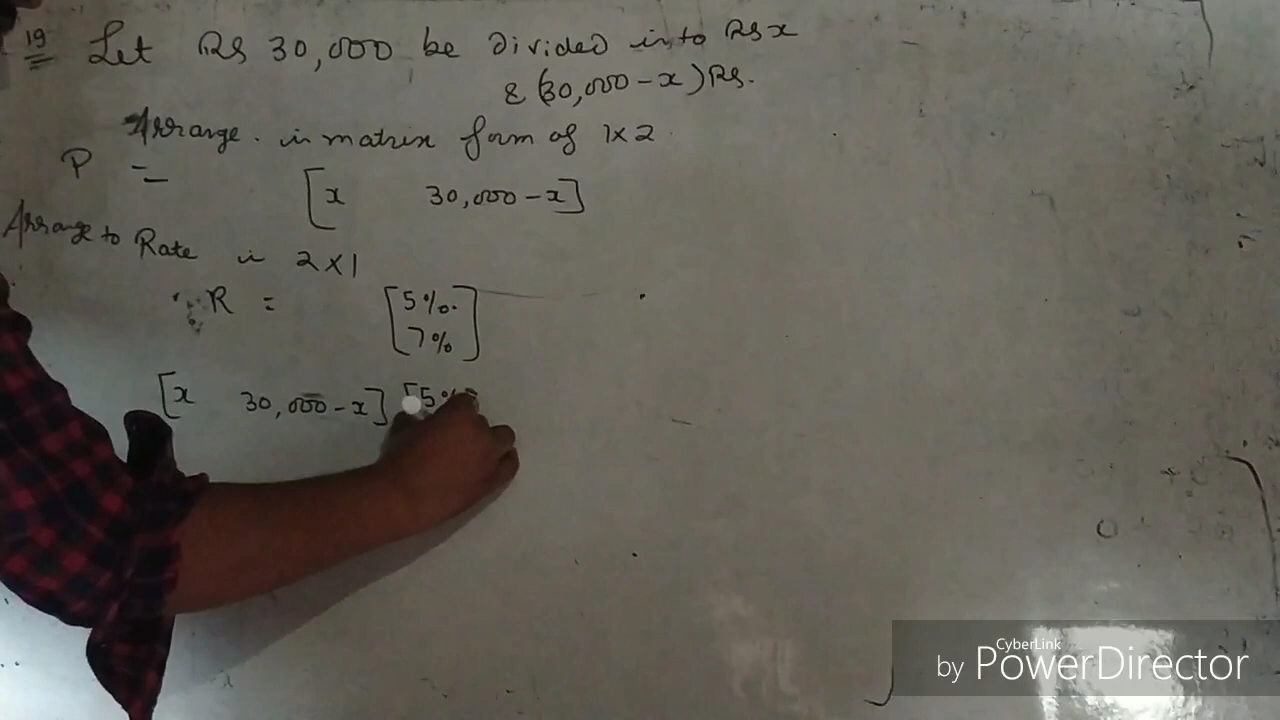 19 Let Rs 30,000 be Divided into Rs x
& (30,000 - x) Rs.
Arrange in matrix form of 1x2
P = [x 30,000 - x]
Arrange to Rate in 2x1
R = [5%
7%]
[x 30,000 - x] [5%
CyberLink
by PowerDirector